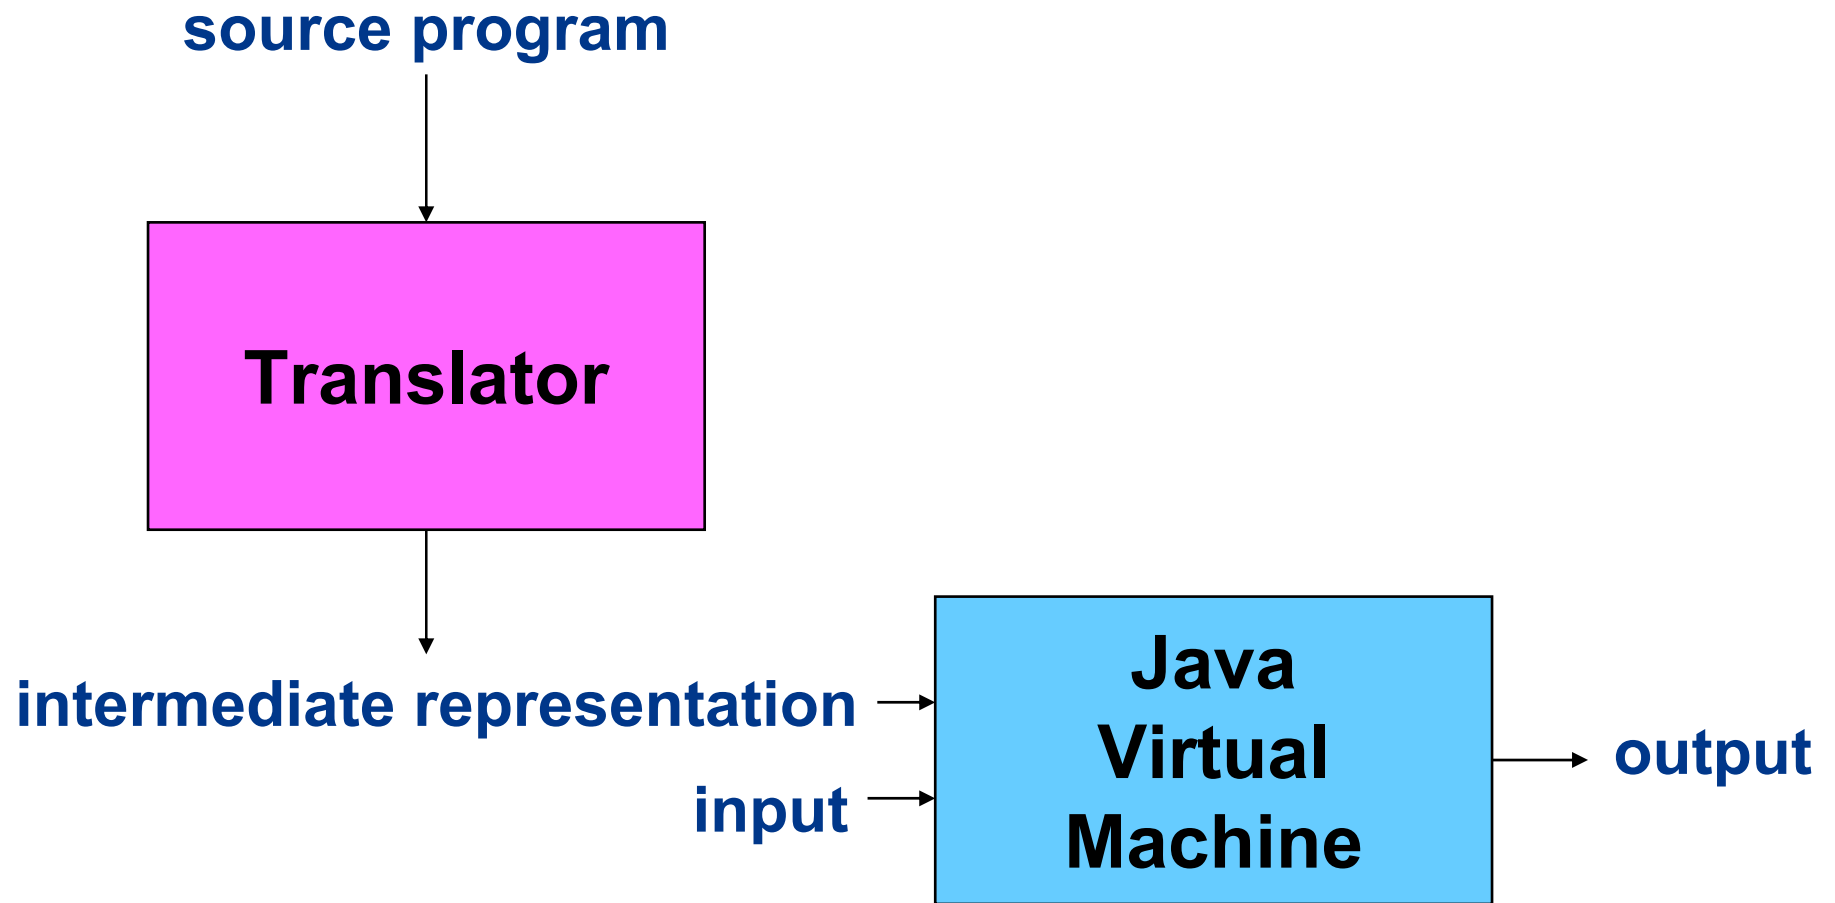 source program
Translator
intermediate representation
input
Java
Virtual
Machine
output